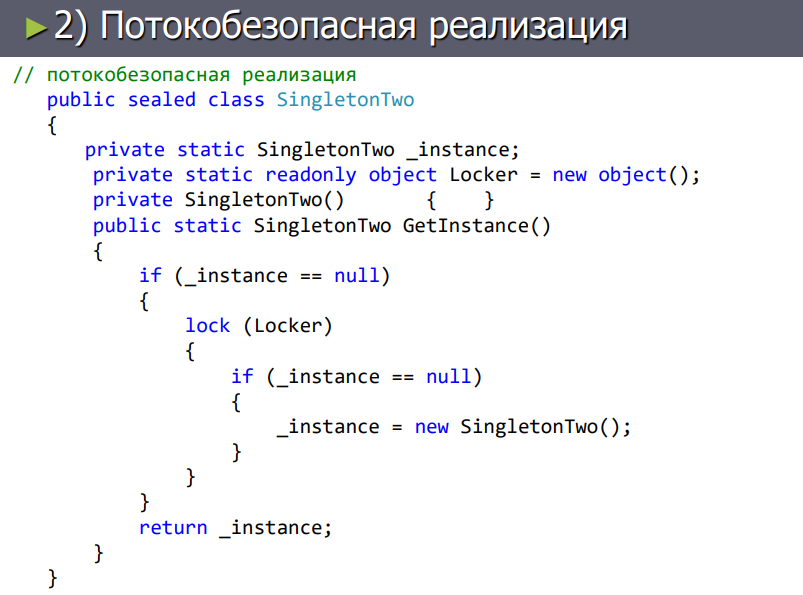 2) Потокобезопасная реализация
// потокобезопасная реализация
public sealed class SingletonTwo
{
private static SingletonTwo _instance;
private static readonly object Locker = new object();
private SingletonTwo() { }
public static SingletonTwo GetInstance()
{
if (_instance == null)
{
lock (Locker)
{
if (_instance == null)
{
_instance = new SingletonTwo();
}
}
}
return _instance;
}
}